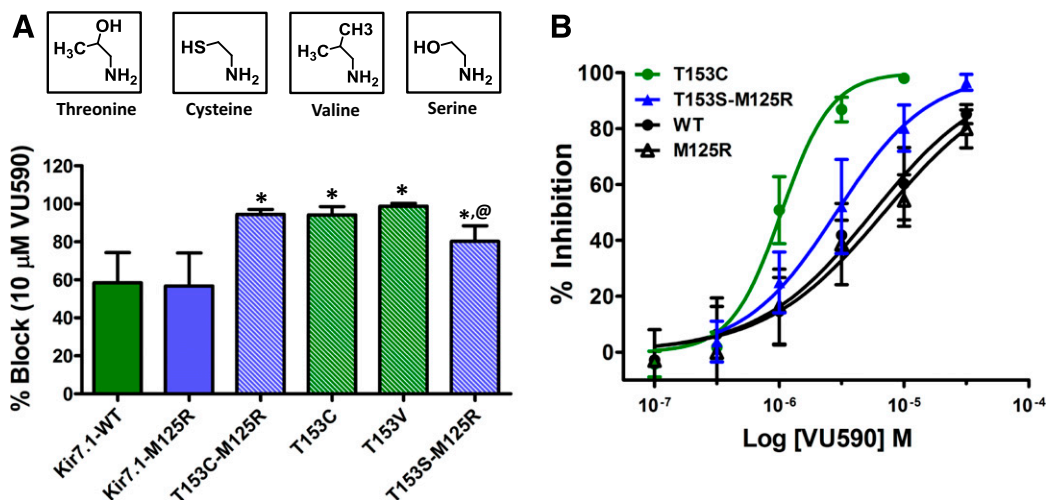 A
OH
H₃C
NH₂
Threonine
HS
NH₂
Cysteine
CH3
H₃C
NH₂
Valine
HO
NH₂
Serine
% Block (10 µM VU590)
120
100
80
60
40
20
0
*
*
*
*,@
Kir7.1-WT
Kir7.1-M125R
T153C-M125R
T153C
T153V
T153S-M125R
B
% Inhibition
100
80
60
40
20
0
T153C
T153S-M125R
WT
M125R
10⁻⁷
10⁻⁶
10⁻⁵
10⁻⁴
Log [VU590] M